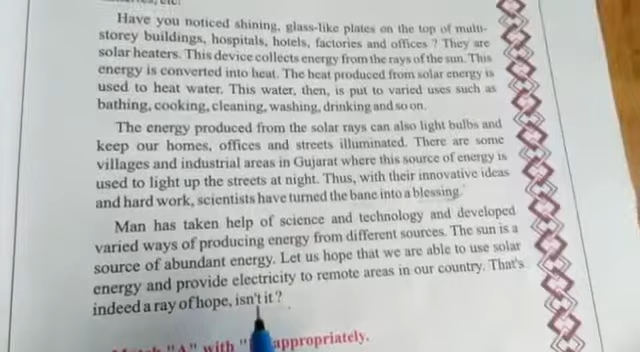 etc.
Have you noticed shining, glass-like plates on the top of multi-
storey buildings, hospitals, hotels, factories and offices ? They are
solar heaters. This device collects energy from the rays of the sun. This
energy is converted into heat. The heat produced from solar energy is
used to heat water. This water, then, is put to varied uses such as
bathing, cooking, cleaning, washing, drinking and so on.
The energy produced from the solar rays can also light bulbs and
keep our homes, offices and streets illuminated. There are some
villages and industrial areas in Gujarat where this source of energy is
used to light up the streets at night. Thus, with their innovative ideas
and hard work, scientists have turned the bane into a blessing.
Man has taken help of science and technology and developed
varied ways of producing energy from different sources. The sun is a
source of abundant energy. Let us hope that we are able to use solar
energy and provide electricity to remote areas in our country. That's
indeed a ray of hope, isn't it ?
"A" with appropriately.